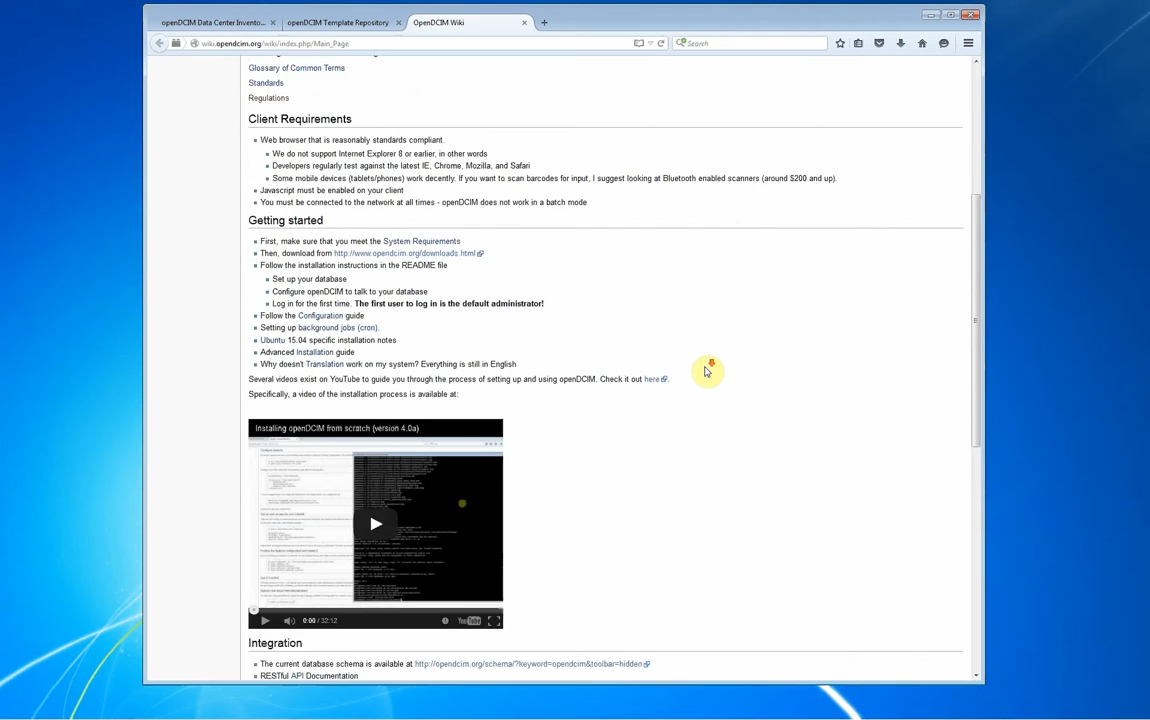 openDCIM Data Center Invento...
openDCIM Template Repository
OpenDCIM Wiki
wiki.opendcim.org/wiki/index.php/Main_Page
Search
Glossary of Common Terms
Standards
Regulations
Client Requirements
Web browser that is reasonably standards compliant.
We do not support Internet Explorer 8 or earlier, in other words
Developers regularly test against the latest IE, Chrome, Mozilla, and Safari
Some mobile devices (tablets/phones) work decently. If you want to scan barcodes for input, I suggest looking at Bluetooth enabled scanners (around $200 and up).
Javascript must be enabled on your client
You must be connected to the network at all times - openDCIM does not work in a batch mode
Getting started
First, make sure that you meet the System Requirements
Then, download from http://www.opendcim.org/downloads.html
Follow the installation instructions in the README file
Set up your database
Configure openDCIM to talk to your database
Log in for the first time. The first user to log in is the default administrator!
Follow the Configuration guide
Setting up background jobs (cron).
Ubuntu 15.04 specific installation notes
Advanced Installation guide
Why doesn't Translation work on my system? Everything is still in English
Several videos exist on YouTube to guide you through the process of setting up and using openDCIM. Check it out here.
Specifically, a video of the installation process is available at:
Installing openDCIM from scratch (version 4.0a)
0:00 / 32:12
YouTube
Integration
The current database schema is available at http://opendcim.org/schema/?keyword=opendcim&toolbar=hidden
RESTful API Documentation